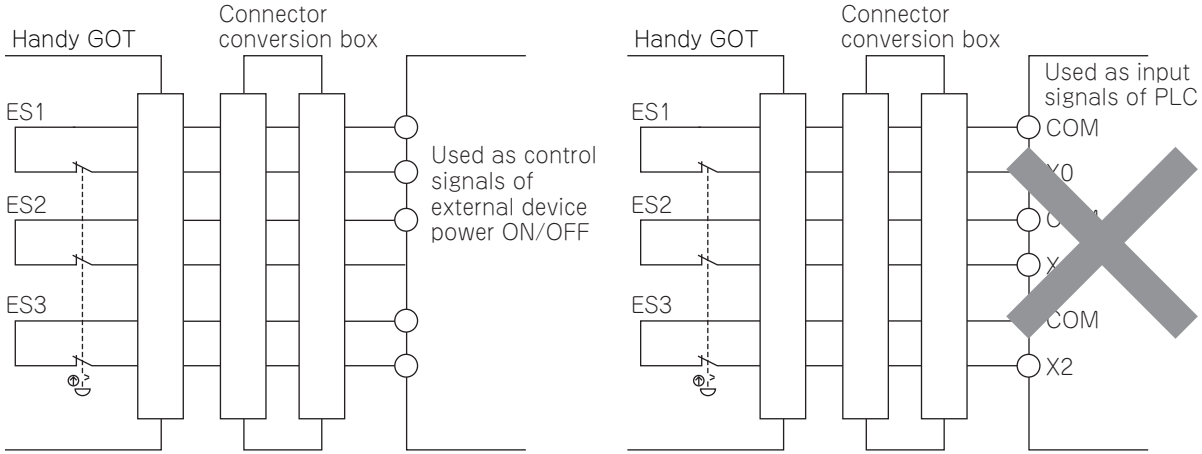 Connector
conversion box
Handy GOT
ES1
ES2
ES3
Used as control
signals of
external device
power ON/OFF
Connector
conversion box
Handy GOT
ES1
ES2
ES3
Used as input
signals of PLC
COM
COM
X2